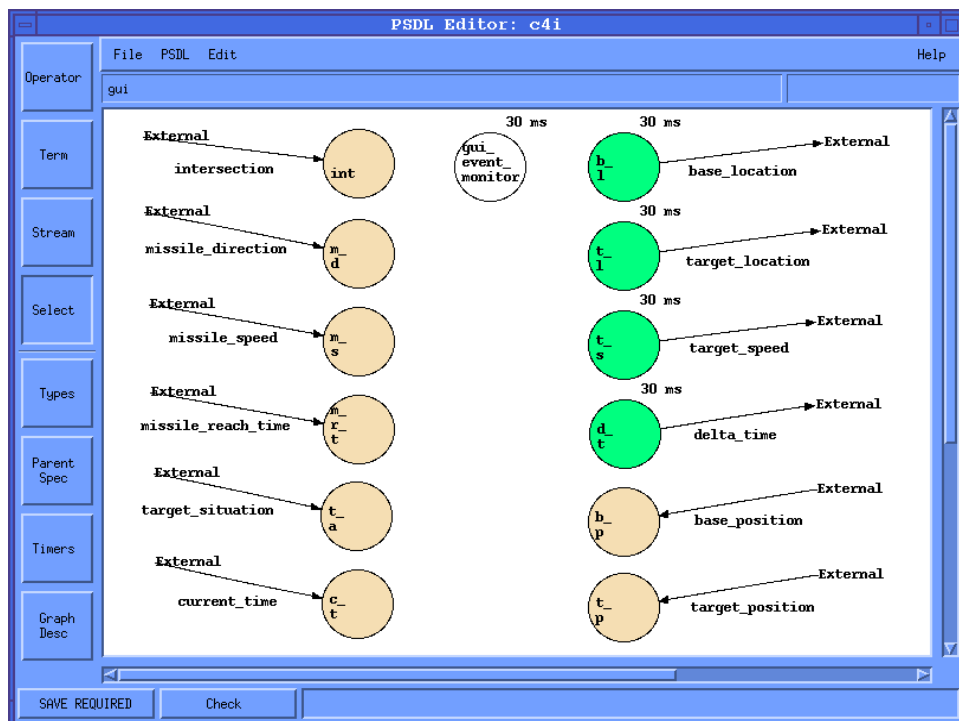 PSDL Editor: c4i
File PSDL Edit Help
gui
Operator
Term
Stream
Select
Types
Parent
Spec
Timers
Graph
Desc
External
intersection
int
30 ms
gui_
event_
monitor
30 ms
b_
l
External
base_location
External
missile_direction
m_
d
30 ms
t_
l
External
target_location
External
missile_speed
m_
s
30 ms
t_
s
External
target_speed
External
missile_reach_time
m_
r_
t
30 ms
d_
t
External
delta_time
External
target_situation
t_
a
b_
p
External
base_position
External
current_time
c_
t
t_
p
External
target_position
SAVE REQUIRED
Check